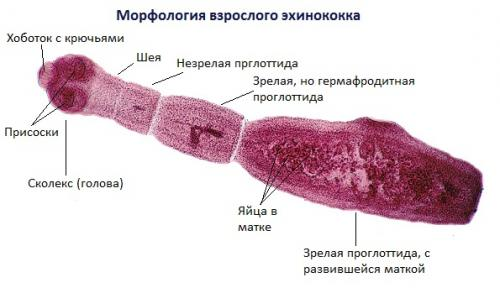 Морфология взрослого эхинококка
Хоботок с крючьями
Шея
Незрелая прглоттида
Зрелая, но гермафродитная
проглоттида
Присоски
Сколекс (голова)
Яйца в
матке
Зрелая проглоттида, с
развившейся маткой